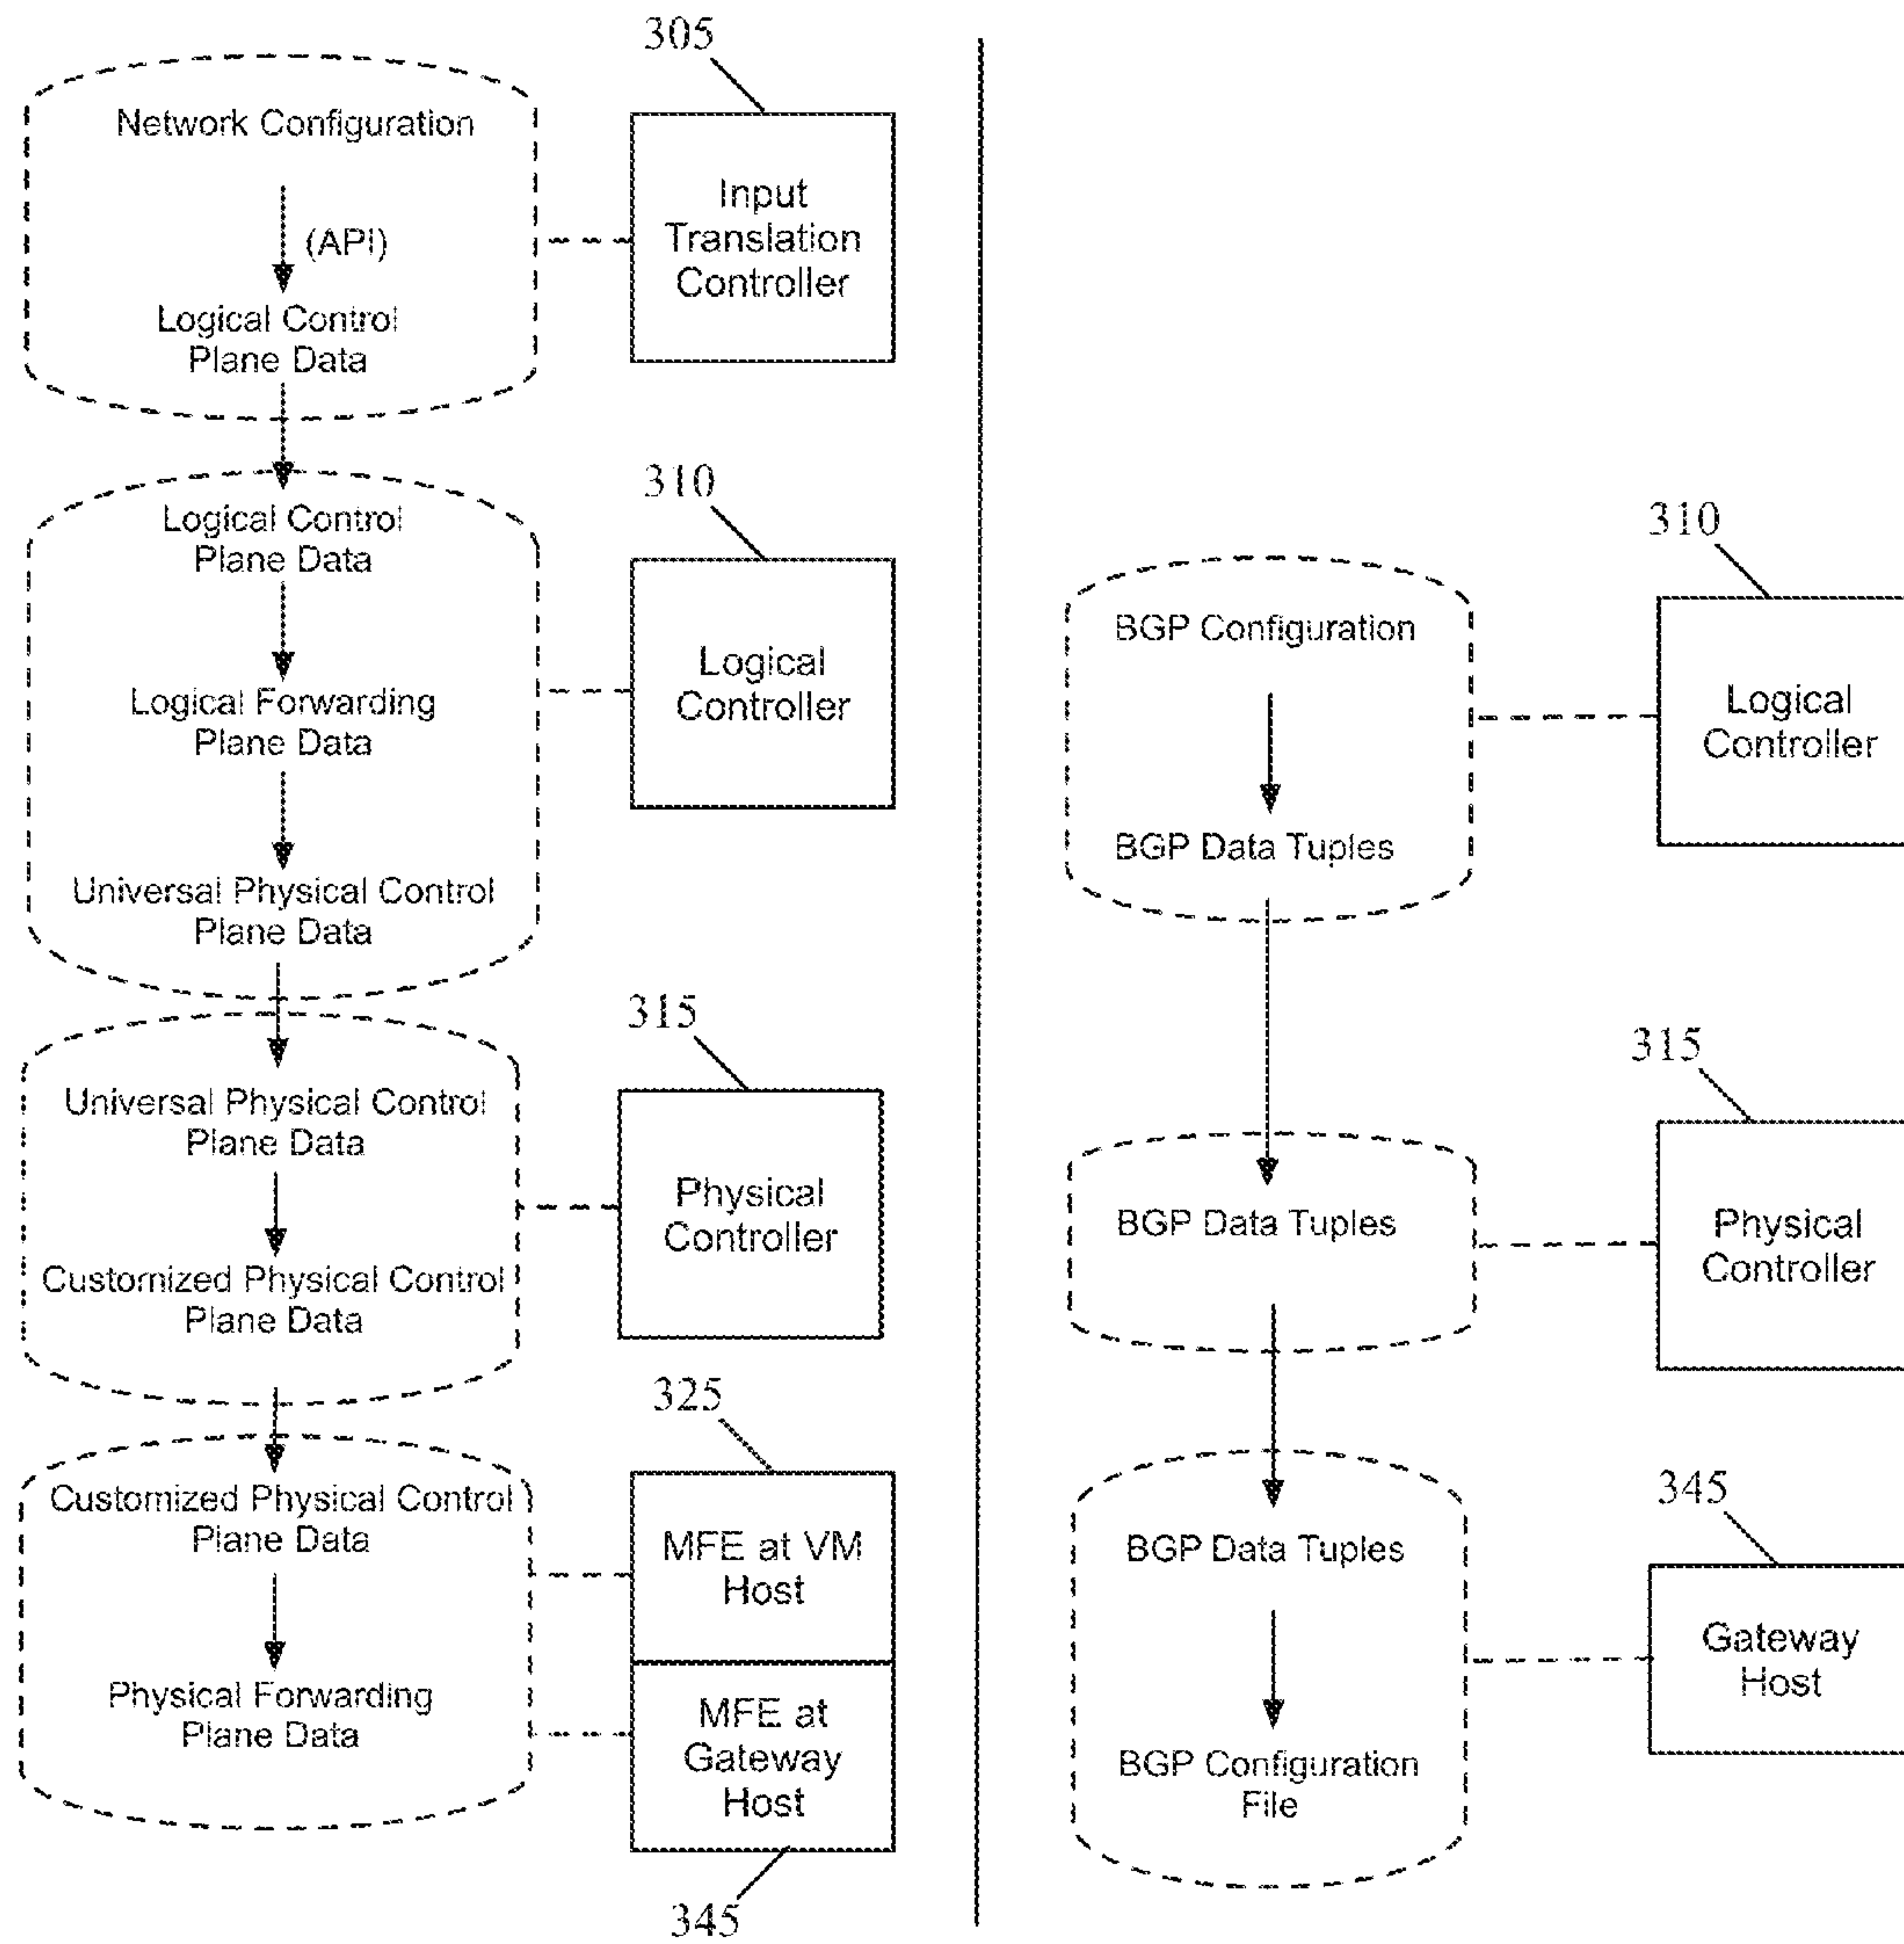 305
Network Configuration
(API)
Logical Control
Plane Data
Input
Translation
Controller
310
Logical Control
Plane Data
Logical Forwarding
Plane Data
Universal Physical Control
Plane Data
Logical
Controller
315
Universal Physical Control
Plane Data
Customized Physical Control
Plane Data
Physical
Controller
325
Customized Physical Control
Plane Data
Physical Forwarding
Plane Data
MFE at VM
Host
MFE at
Gateway
Host
345
310
BGP Configuration
BGP Data Tuples
Logical
Controller
315
BGP Data Tuples
Physical
Controller
345
BGP Data Tuples
BGP Configuration
File
Gateway
Host